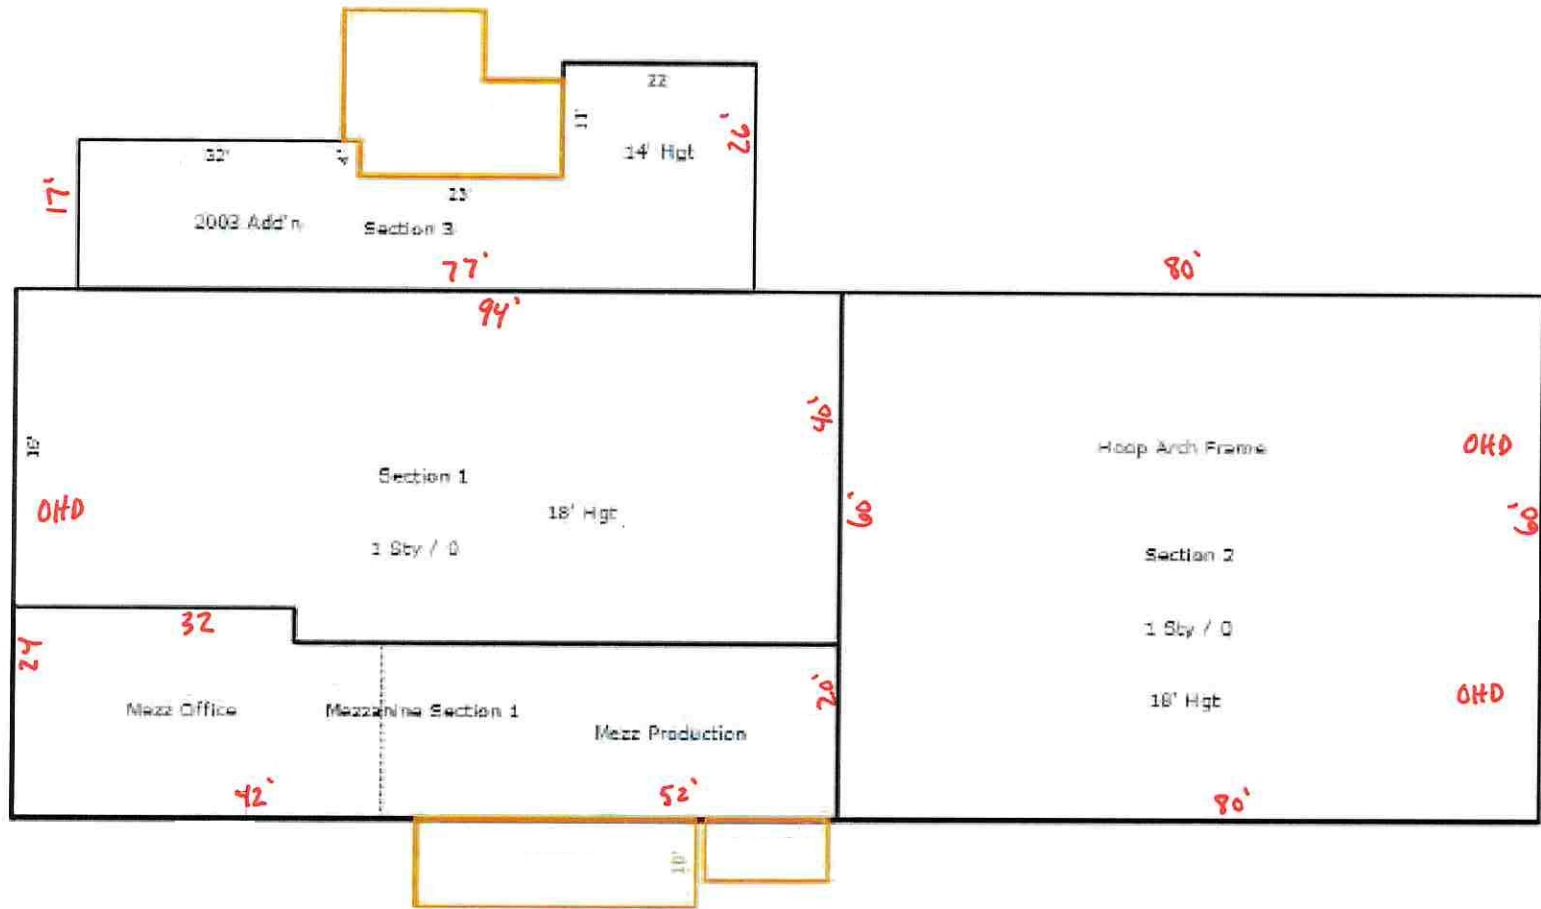 22
11'
26'
14' Hgt
32'
4'
17'
23'
2003 Add'n
Section 3
77'
80'
94'
40'
Hoop Arch Frame
OHD
Section 1
OHD
18' Hgt
60'
60'
1 Sty / 0
Section 2
32
1 Sty / 0
24
20'
18' Hgt
OHD
Mezz Office
Mezzanine Section 1
Mezz Production
42'
52'
80'